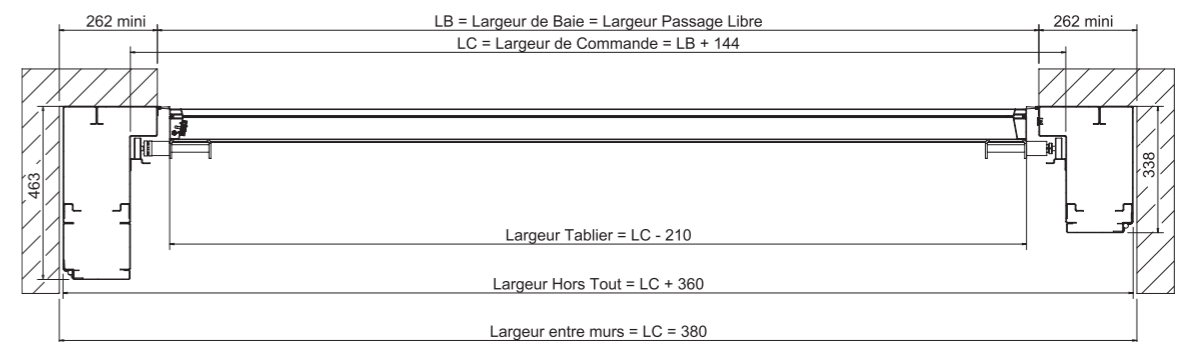 262 mini
LB = Largeur de Baie = Largeur Passage Libre
262 mini
LC = Largeur de Commande = LB + 144
463
338
Largeur Tablier = LC - 210
Largeur Hors Tout = LC + 360
Largeur entre murs = LC = 380